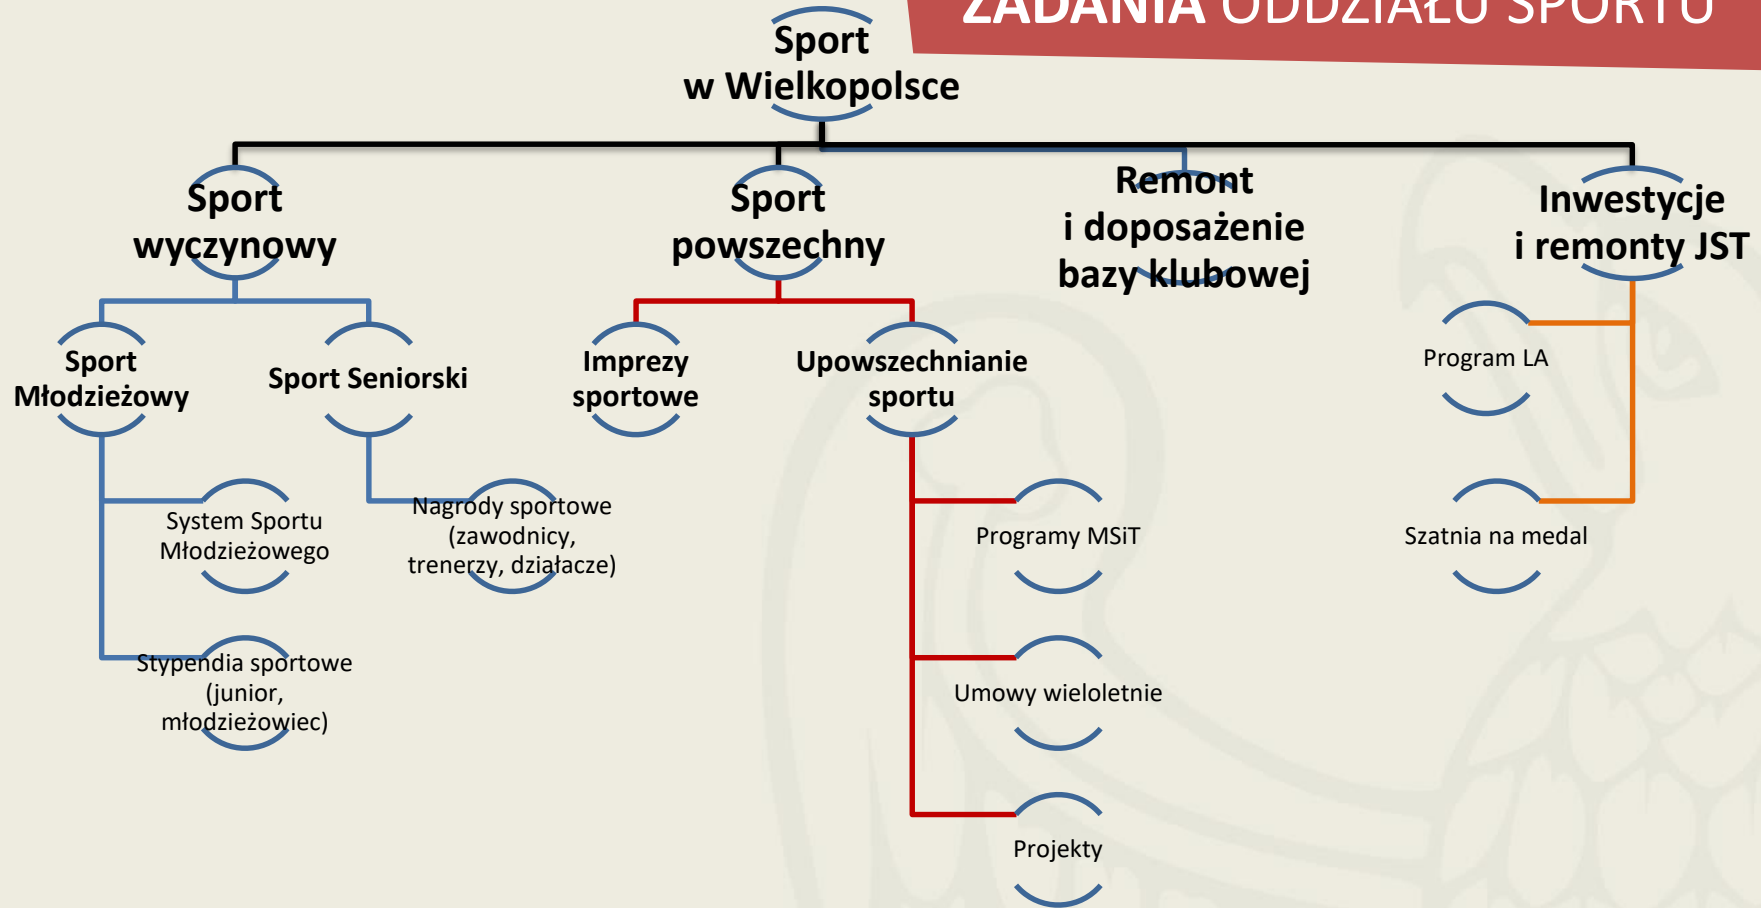 ZADANIA ODDZIAŁU SPORTU
Sport
w Wielkopolsce
Sport
wyczynowy
Sport
powszechny
Remont
i doposażenie
bazy klubowej
Inwestycje
i remonty JST
Sport
Młodzieżowy
Sport Seniorski
Imprezy
sportowe
Upowszechnianie
sportu
Program LA
System Sportu
Młodzieżowego
Nagrody sportowe
(zawodnicy,
trenerzy, działacze)
Programy MSiT
Szatnia na medal
Stypendia sportowe
(junior,
młodzieżowiec)
Umowy wieloletnie
Projekty